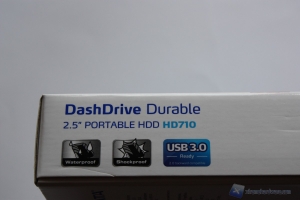 DashDrive Durable
2.5" PORTABLE HDD HD710
Waterproof Shockproof USB 3.0
Ready